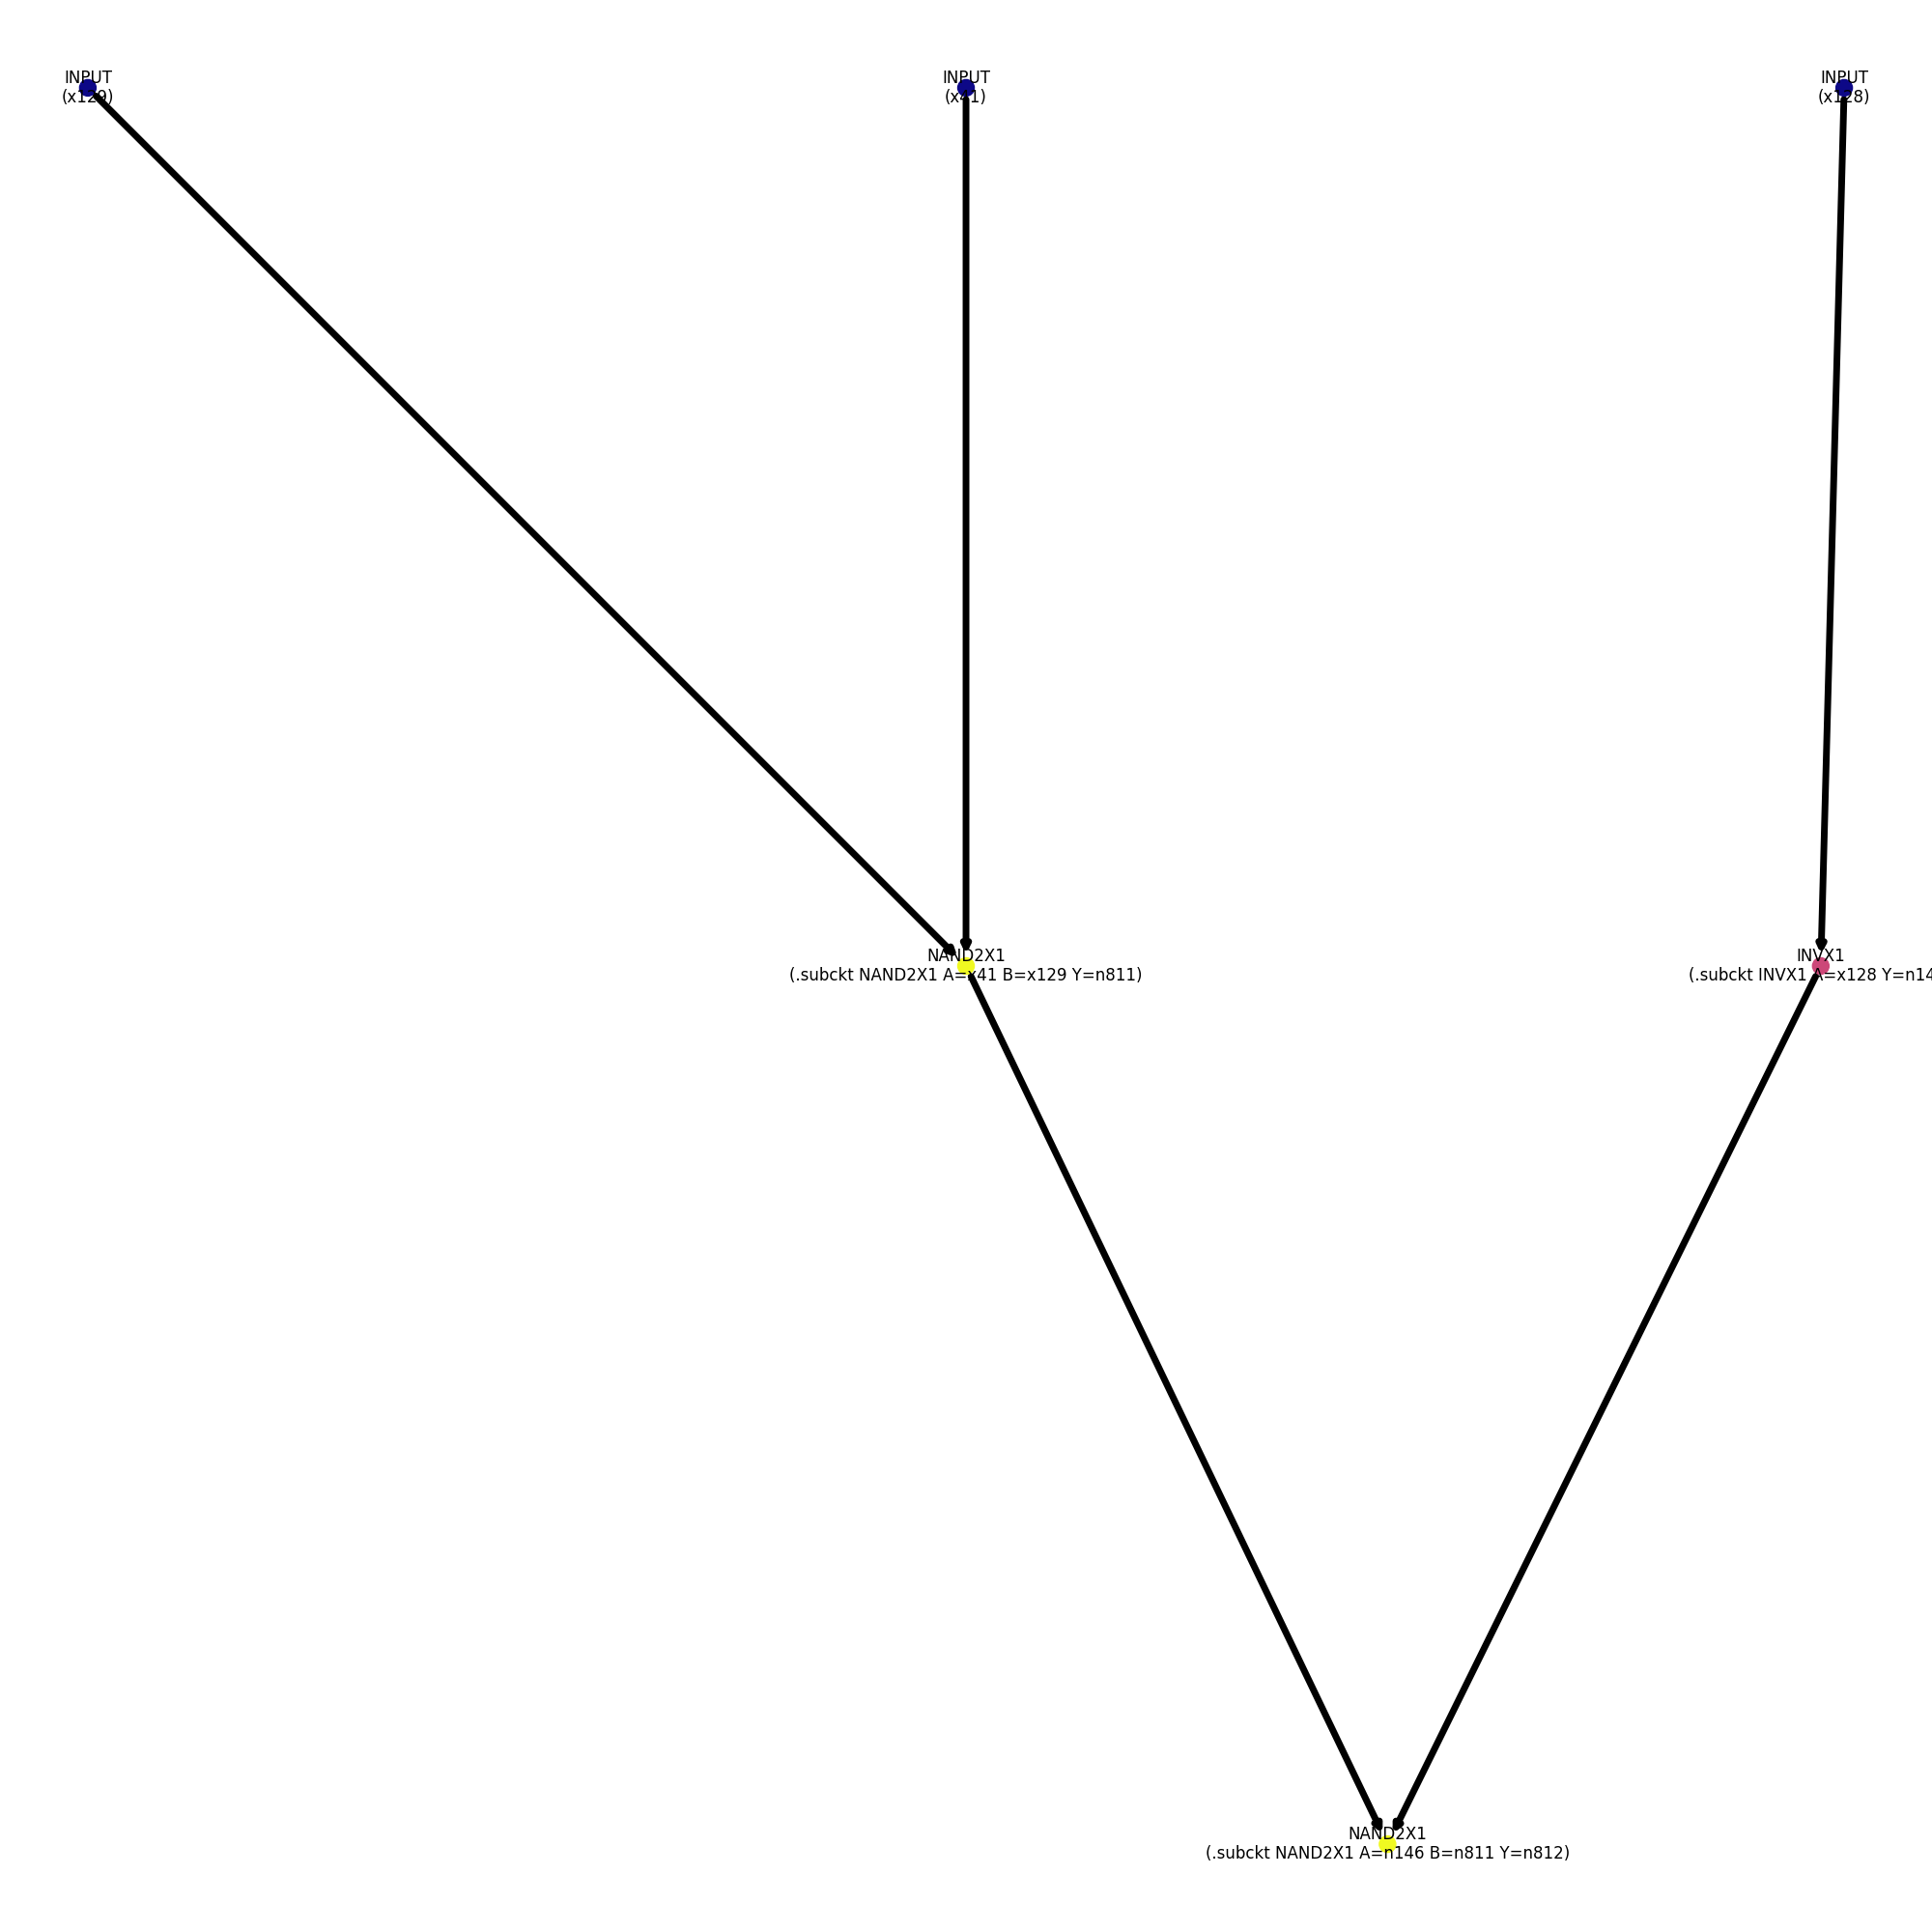 INPUT
(x129)
INPUT
(x41)
INPUT
(x128)
NAND2X1
(.subckt NAND2X1 A=x41 B=x129 Y=n811)
INVX1
(.subckt INVX1 A=x128 Y=n14
NAND2X1
(.subckt NAND2X1 A=n146 B=n811 Y=n812)